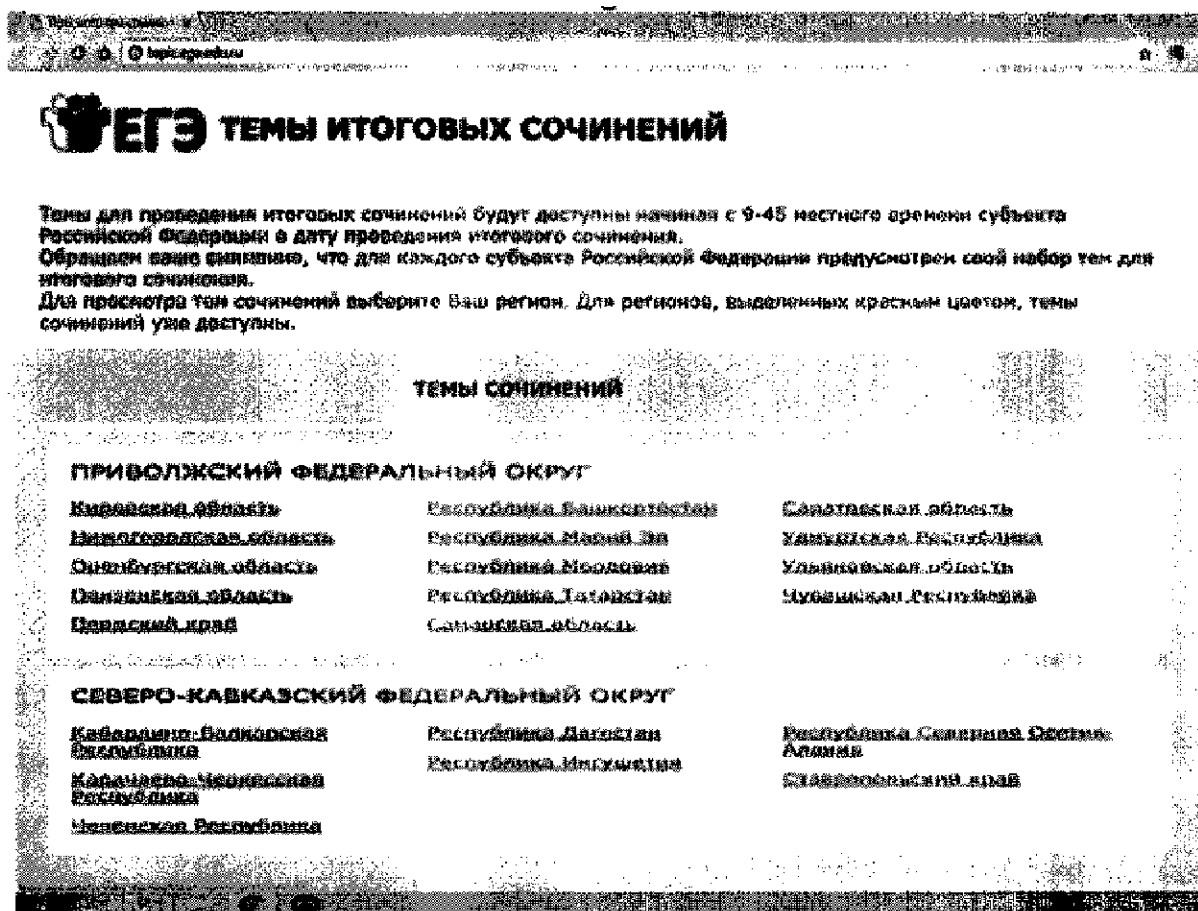 ЕГЭ ТЕМЫ ИТОГОВЫХ СОЧИНЕНИЙ
Темы для проведения итоговых сочинений будут доступны начиная с 9-45 местного времени субъекта
Российской Федерации в дату проведения итогового сочинения.
Обращаем ваше внимание, что для каждого субъекта Российской Федерации предусмотрен свой набор тем для
итогового сочинения.
Для просмотра тем сочинений выберите Ваш регион. Для регионов, выделенных красным цветом, темы
сочинений уже доступны.
ТЕМЫ СОЧИНЕНИЙ
ПРИВОЛЖСКИЙ ФЕДЕРАЛЬНЫЙ ОКРУГ
Кировская область
Нижегородская область
Оренбургская область
Пензенская область
Пермский край
Республика Башкортостан
Республика Марий Эл
Республика Мордовия
Республика Татарстан
Самарская область
Саратовская область
Удмуртская Республика
Ульяновская область
Чувашская Республика
СЕВЕРО-КАВКАЗСКИЙ ФЕДЕРАЛЬНЫЙ ОКРУГ
Кабардино-Балкарская
Республика
Карачаево-Черкесская
Республика
Чеченская Республика
Республика Дагестан
Республика Ингушетия
Республика Северная Осетия-
Алания
Ставропольский край